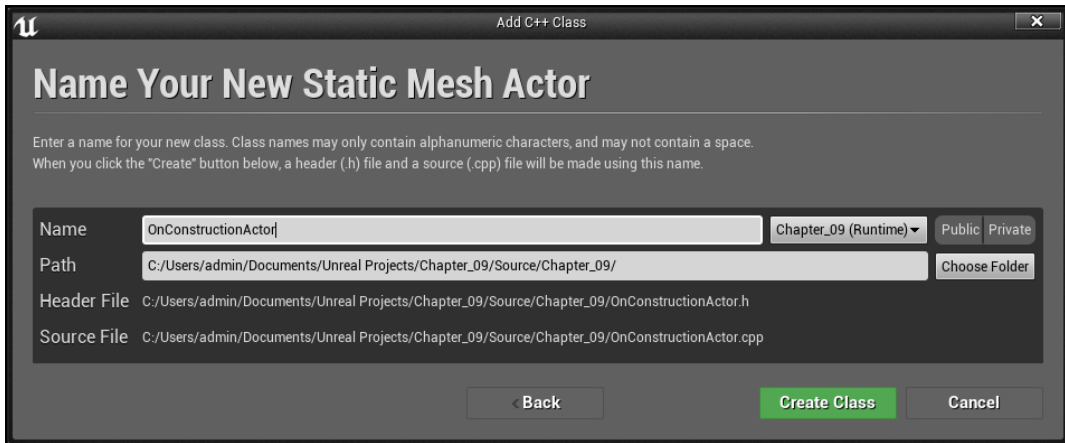 Add C++ Class
Name Your New Static Mesh Actor
Enter a name for your new class. Class names may only contain alphanumeric characters, and may not contain a space.
When you click the "Create" button below, a header (.h) file and a source (.cpp) file will be made using this name.
Name OnConstructionActor Chapter_09 (Runtime) Public Private
Path C:/Users/admin/Documents/Unreal Projects/Chapter_09/Source/Chapter_09/ Choose Folder
Header File C:/Users/admin/Documents/Unreal Projects/Chapter_09/Source/Chapter_09/OnConstructionActor.h
Source File C:/Users/admin/Documents/Unreal Projects/Chapter_09/Source/Chapter_09/OnConstructionActor.cpp
Back Create Class Cancel